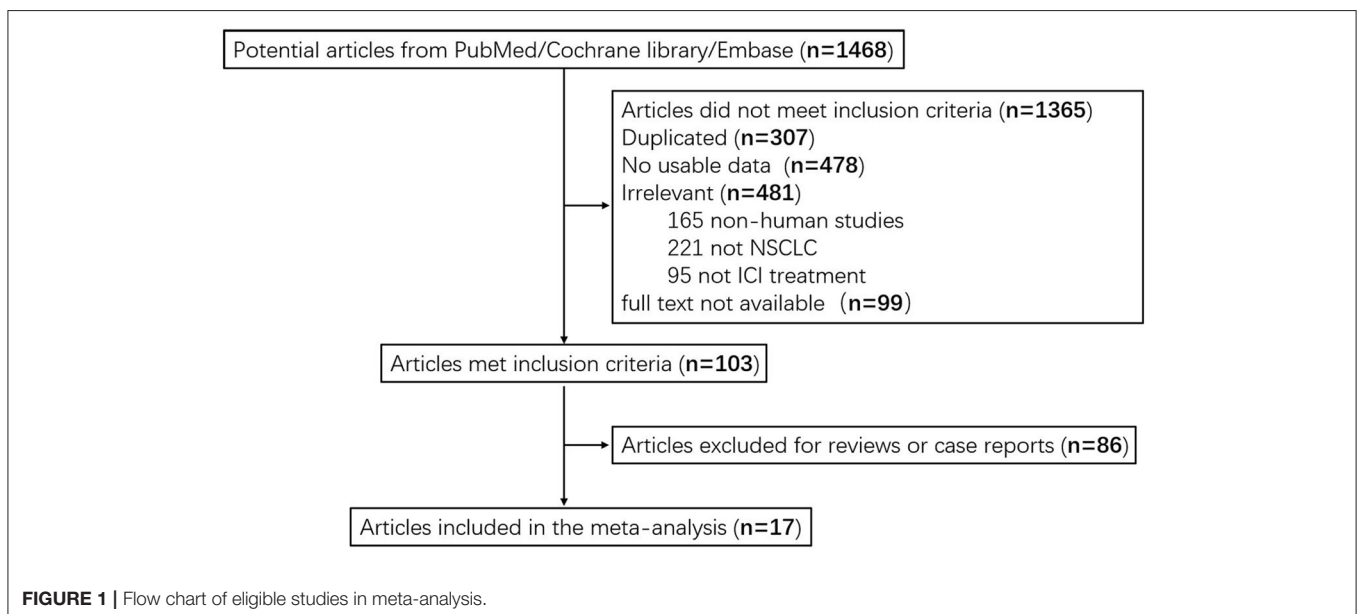 Potential articles from PubMed/Cochrane library/Embase (n=1468)
Articles did not meet inclusion criteria (n=1365)
Duplicated (n=307)
No usable data (n=478)
Irrelevant (n=481)
165 non-human studies
221 not NSCLC
95 not ICI treatment
full text not available (n=99)
Articles met inclusion criteria (n=103)
Articles excluded for reviews or case reports (n=86)
Articles included in the meta-analysis (n=17)
FIGURE 1 | Flow chart of eligible studies in meta-analysis.